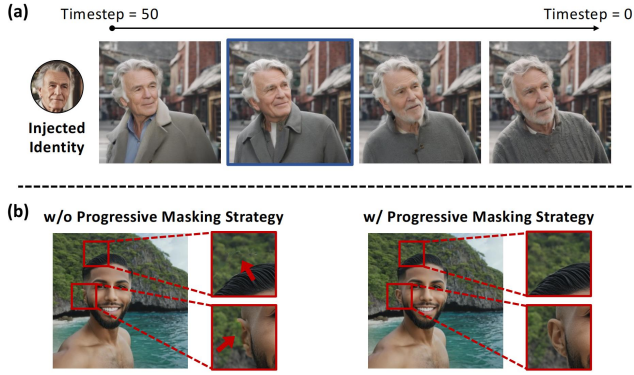 (a)
Timestep = 50
Timestep = 0
Injected
Identity
(b)
w/o Progressive Masking Strategy
w/ Progressive Masking Strategy